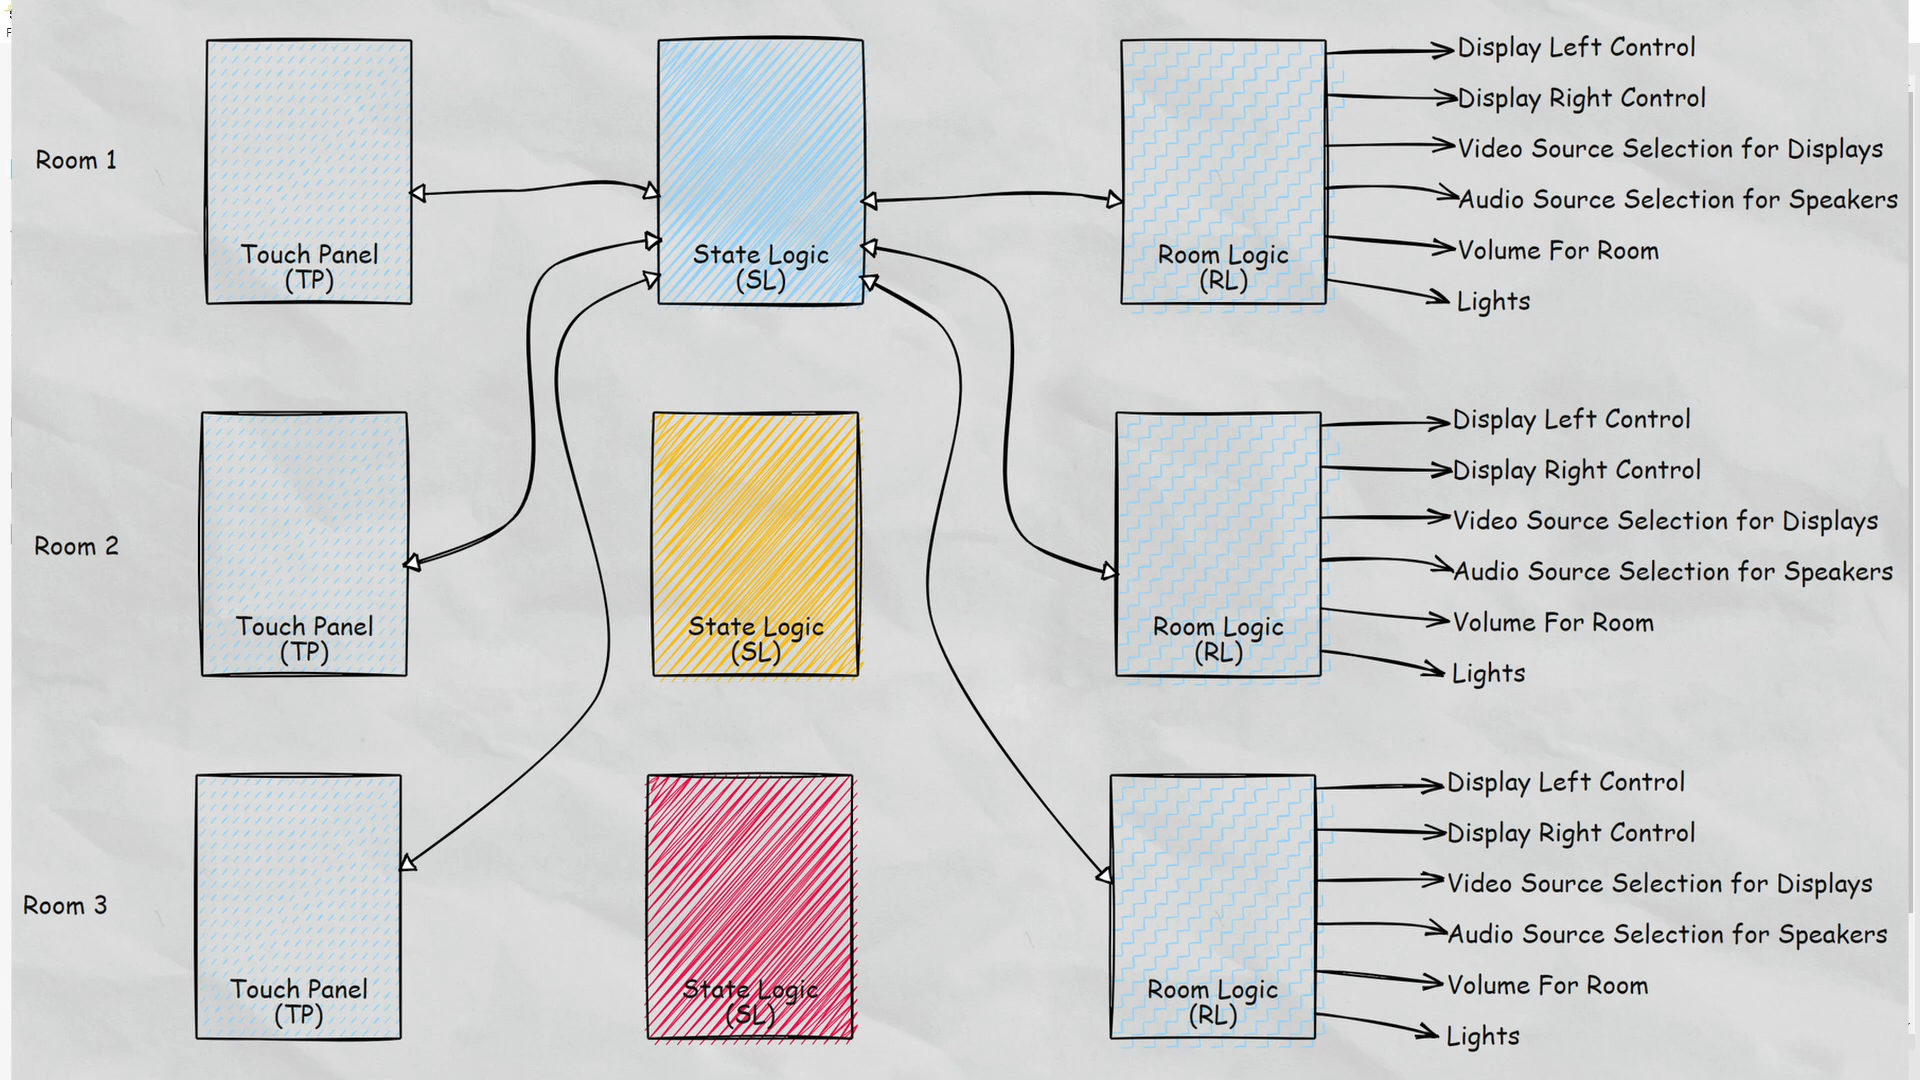 Room 1
Touch Panel
(TP)
State Logic
(SL)
Room Logic
(RL)
Display Left Control
Display Right Control
Video Source Selection for Displays
Audio Source Selection for Speakers
Volume For Room
Lights
Room 2
Touch Panel
(TP)
State Logic
(SL)
Room Logic
(RL)
Display Left Control
Display Right Control
Video Source Selection for Displays
Audio Source Selection for Speakers
Volume For Room
Lights
Room 3
Touch Panel
(TP)
State Logic
(SL)
Room Logic
(RL)
Display Left Control
Display Right Control
Video Source Selection for Displays
Audio Source Selection for Speakers
Volume For Room
Lights